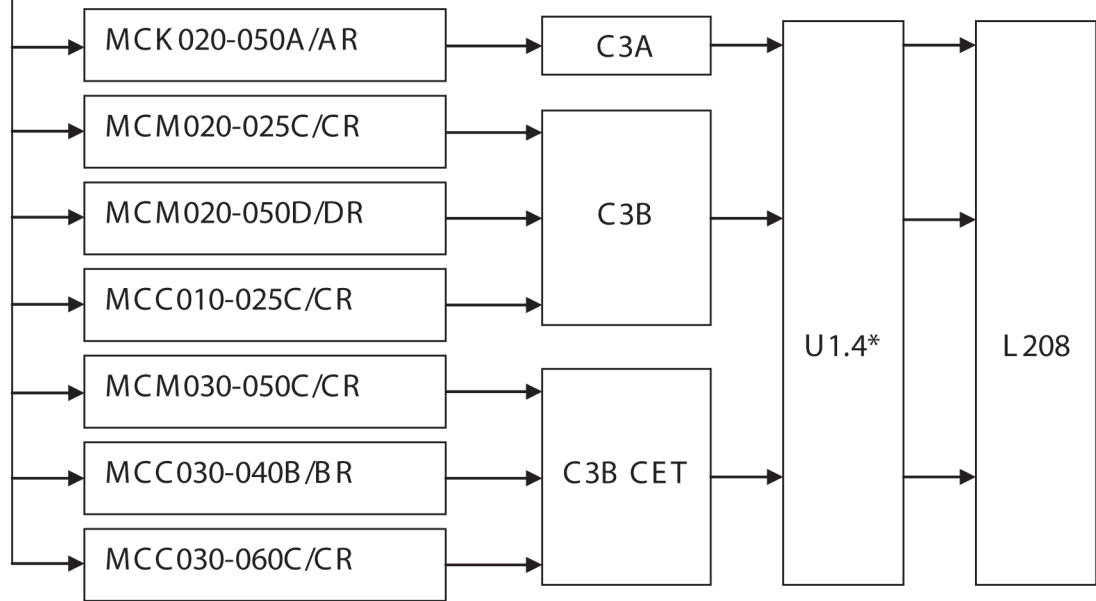 MCK020-050A/AR
C3A
MCM020-025C/CR
MCM020-050D/DR
C3B
MCC010-025C/CR
U1.4*
L208
MCM030-050C/CR
MCC030-040B/BR
C3B CET
MCC030-060C/CR